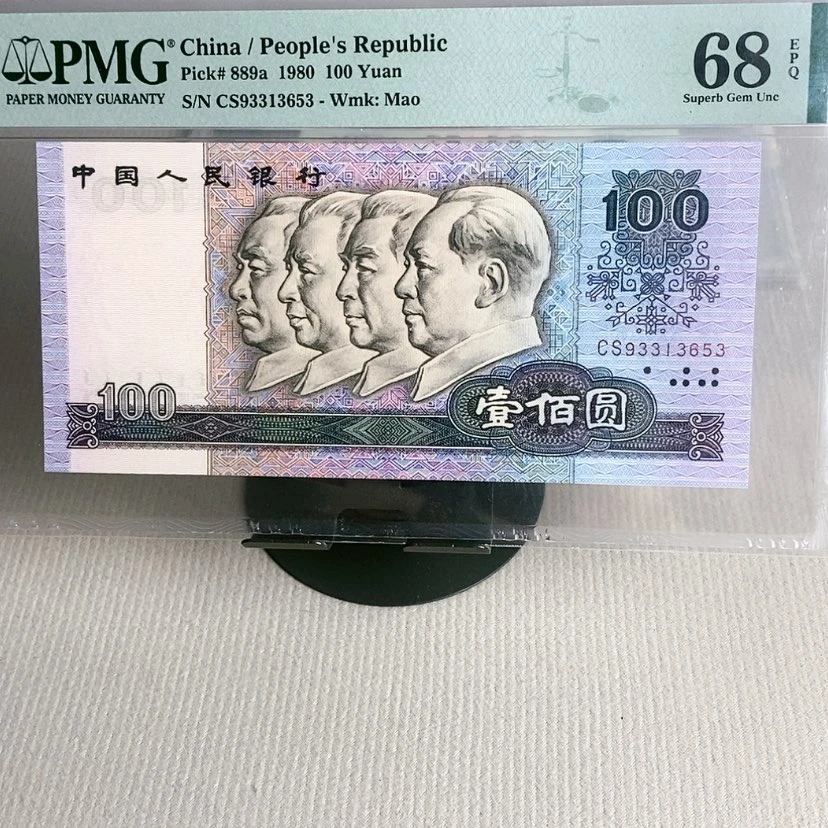 PMG® China / People's Republic
PAPER MONEY GUARANTY
Pick# 889a 1980 100 Yuan
S/N CS93313653 - Wmk: Mao
68 EPQ
Superb Gem Unc
中国人民银行
100
CS93313653
100
壹佰圆